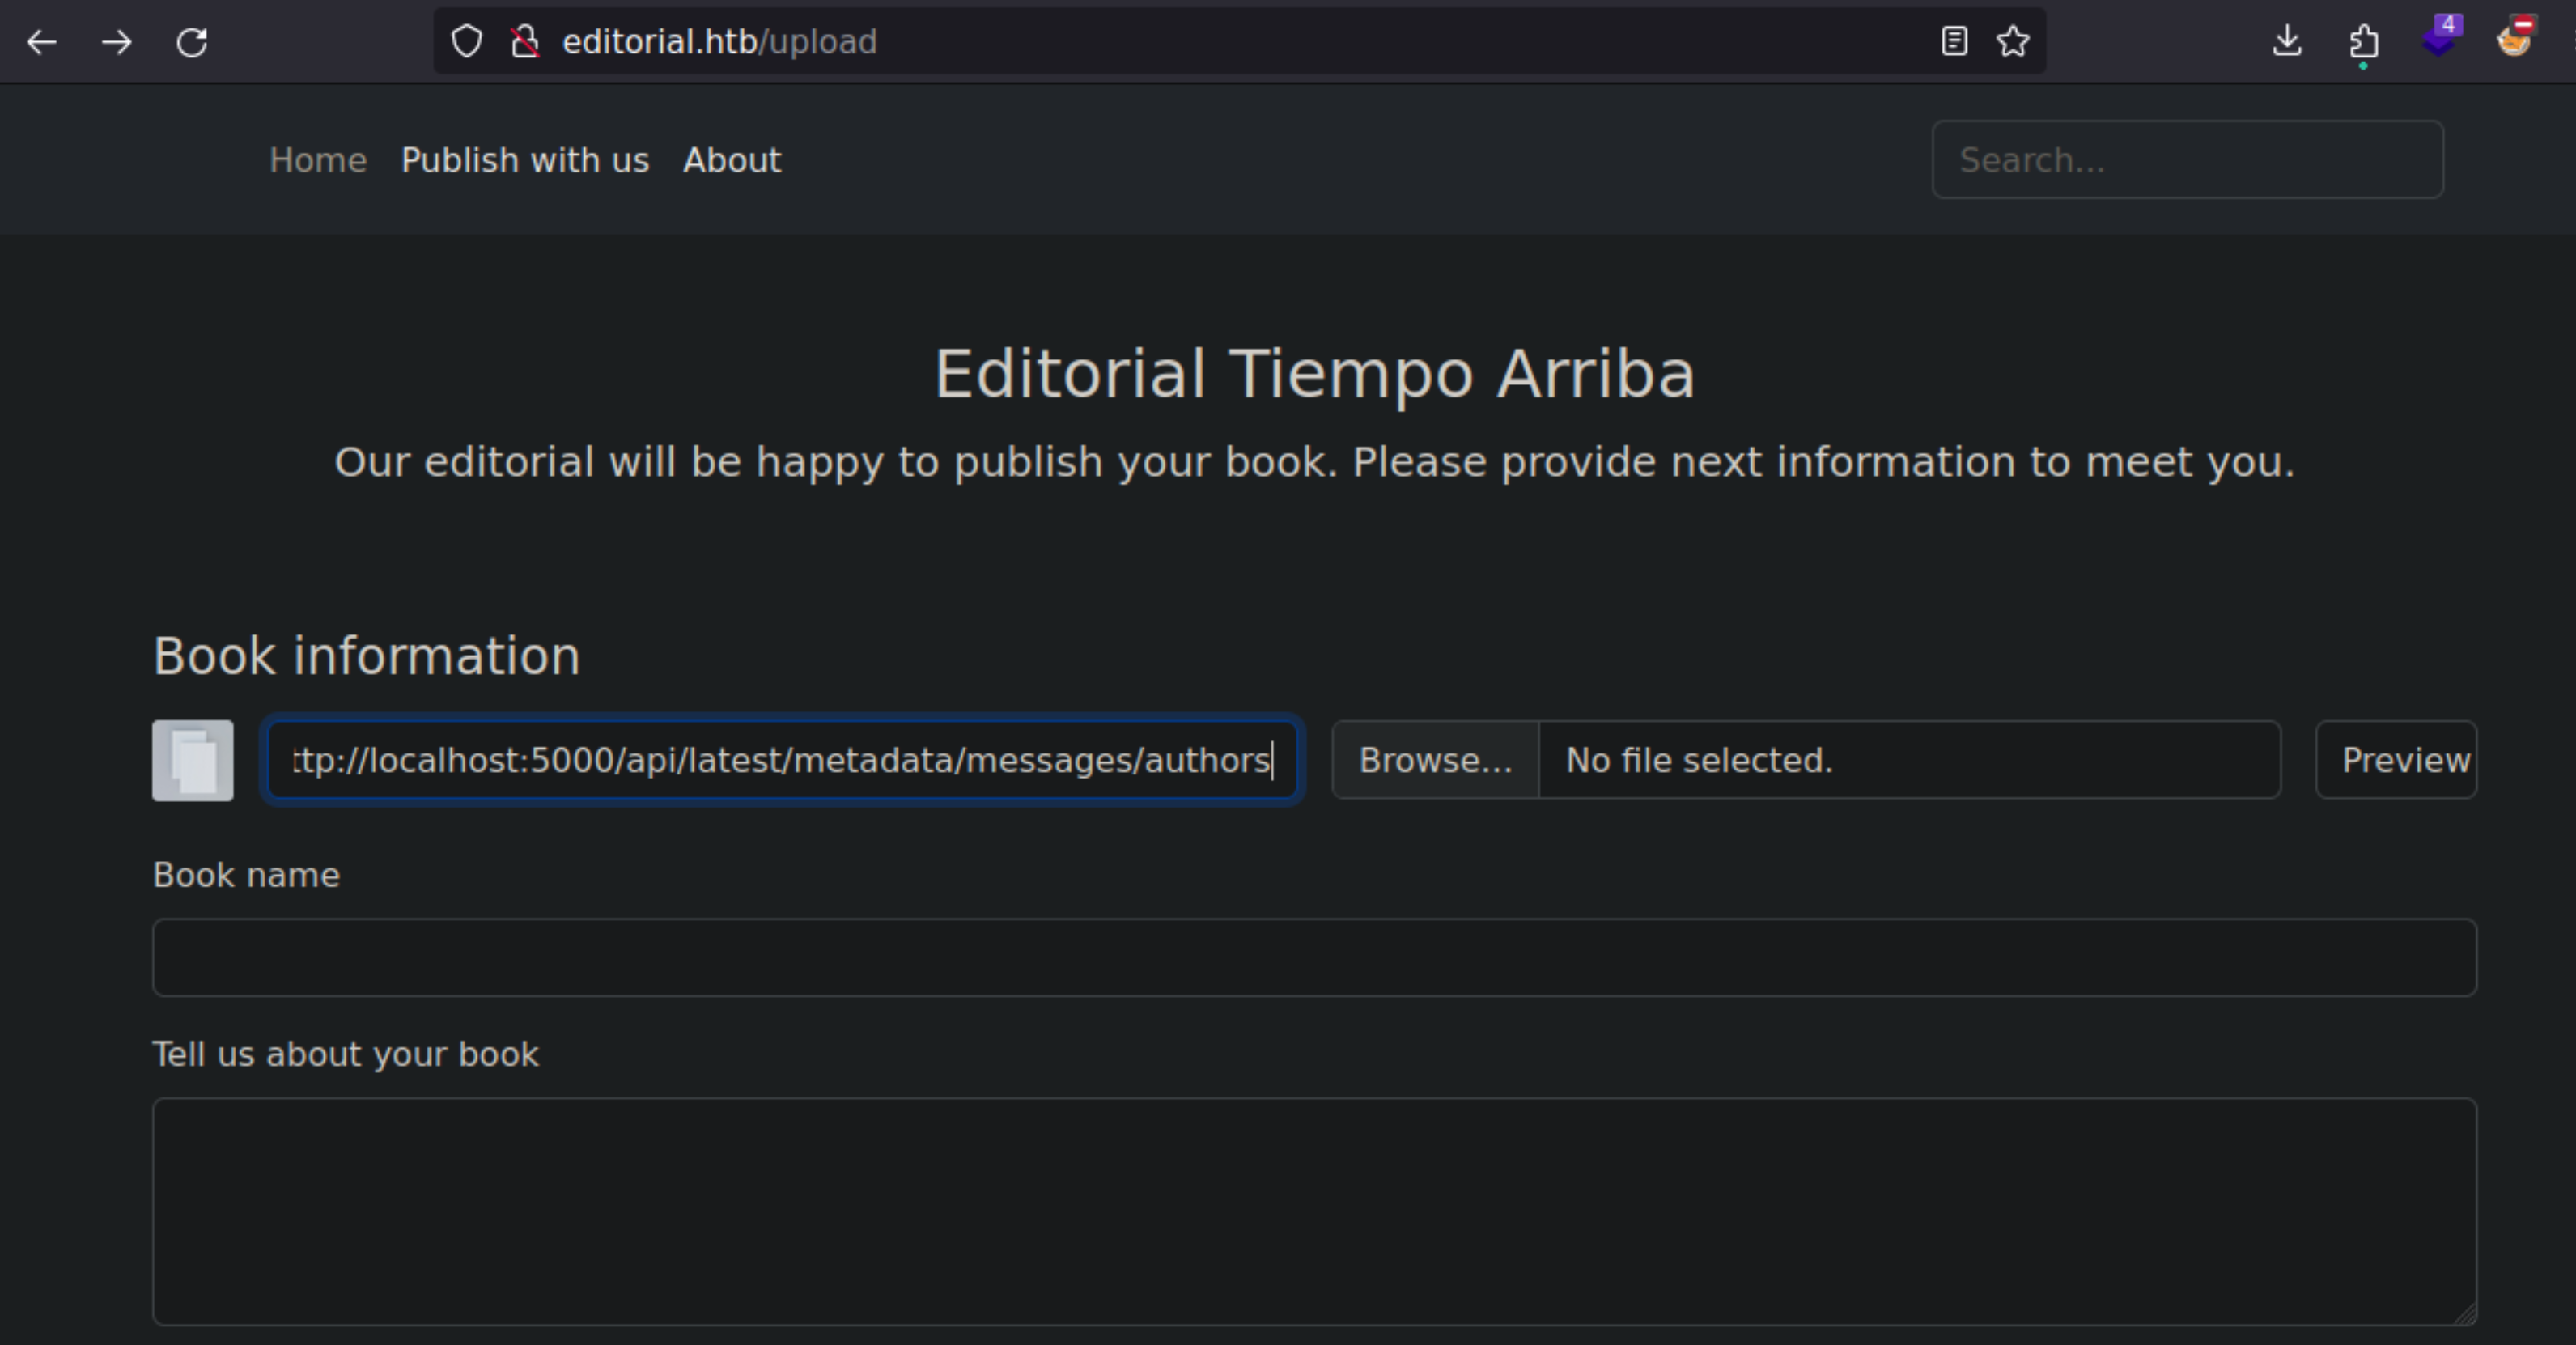 editorial.htb/upload
4
Home Publish with us About Search...
Editorial Tiempo Arriba
Our editorial will be happy to publish your book. Please provide next information to meet you.
Book information
ttp://localhost:5000/api/latest/metadata/messages/authors Browse... No file selected. Preview
Book name
Tell us about your book